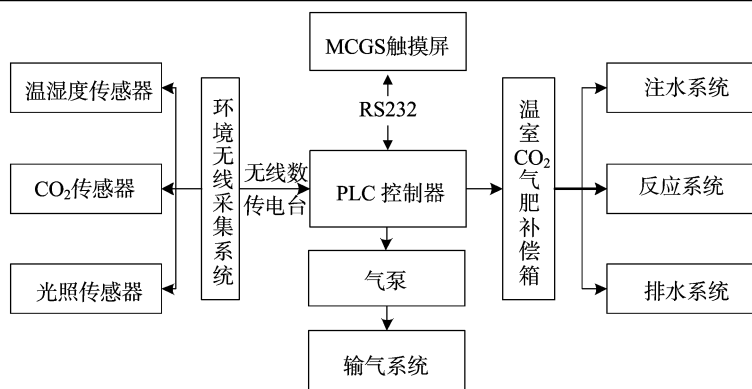 MCGS触摸屏
RS232
温湿度传感器
CO2传感器
光照传感器
环境无线采集系统
无线数
传电台
PLC 控制器
气泵
输气系统
温室CO2气肥补偿箱
注水系统
反应系统
排水系统